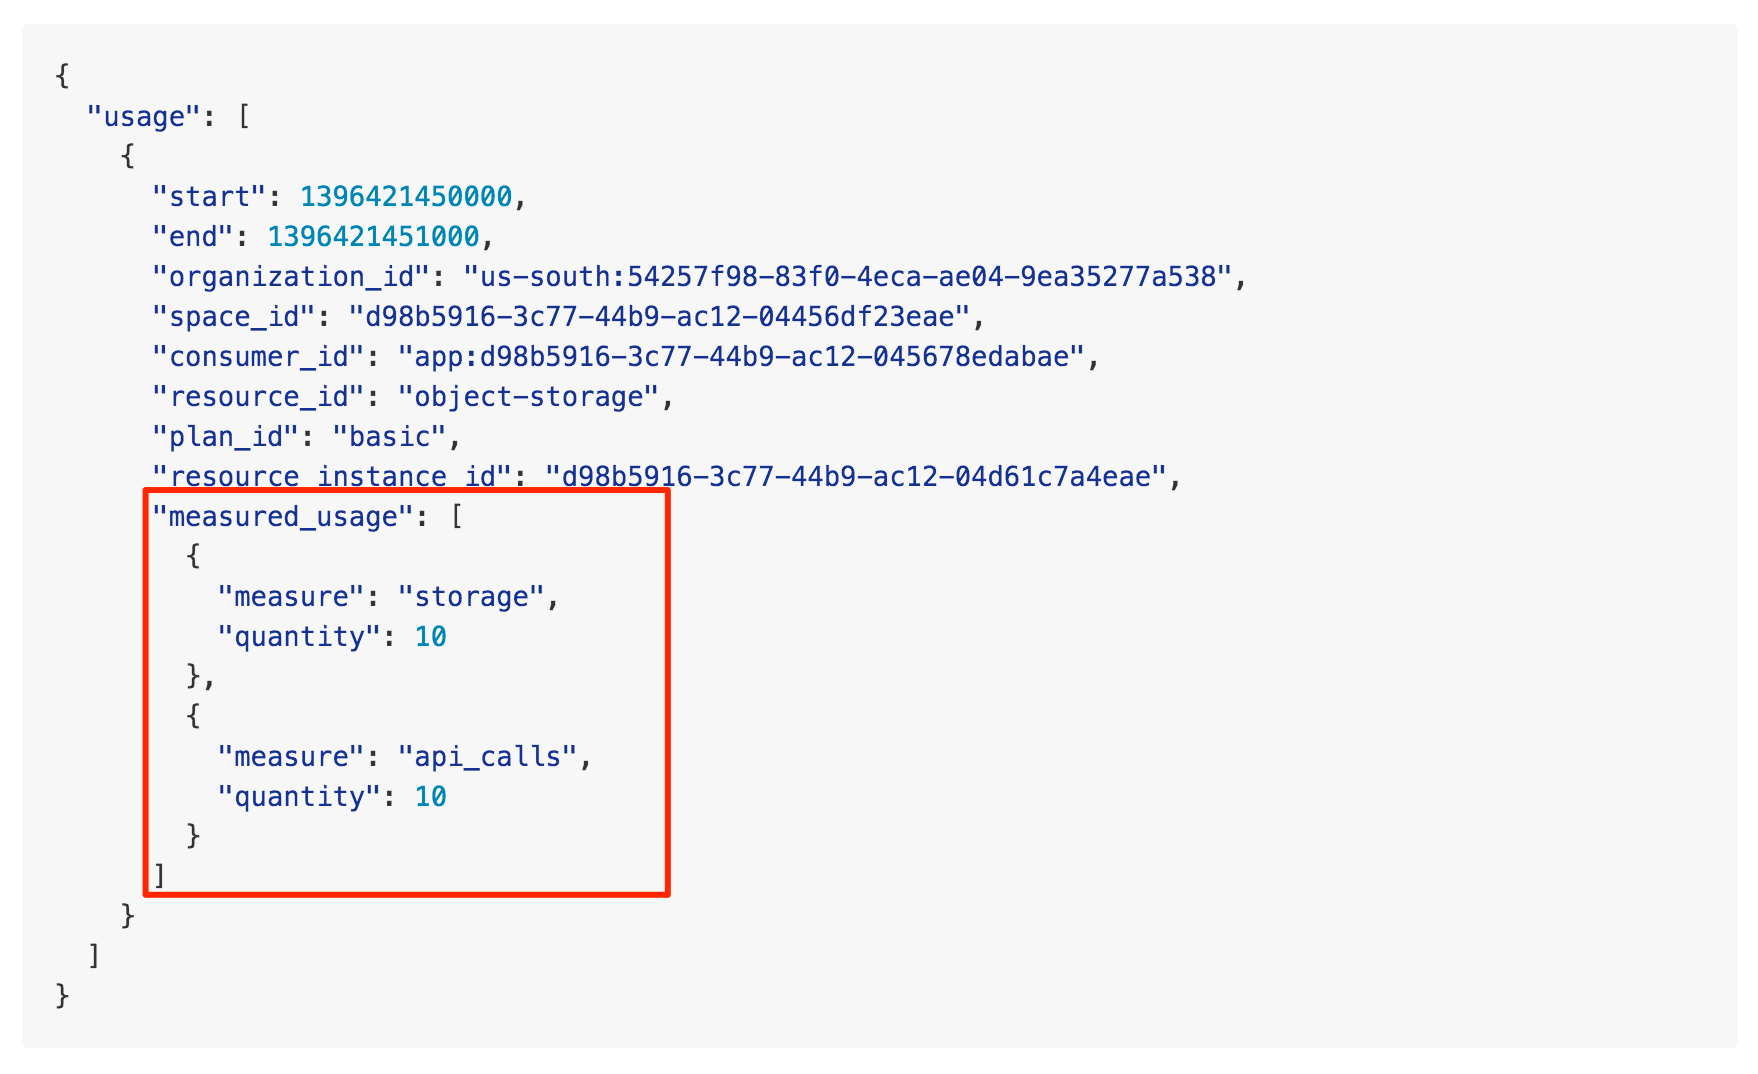 {
  "usage": [
    {
      "start": 1396421450000,
      "end": 1396421451000,
      "organization_id": "us-south:54257f98-83f0-4eca-ae04-9ea35277a538",
      "space_id": "d98b5916-3c77-44b9-ac12-04456df23eae",
      "consumer_id": "app:d98b5916-3c77-44b9-ac12-045678edabae",
      "resource_id": "object-storage",
      "plan_id": "basic",
      "resource_instance_id": "d98b5916-3c77-44b9-ac12-04d61c7a4eae",
      "measured_usage": [
        {
          "measure": "storage",
          "quantity": 10
        },
        {
          "measure": "api_calls",
          "quantity": 10
        }
      ]
    }
  ]
}